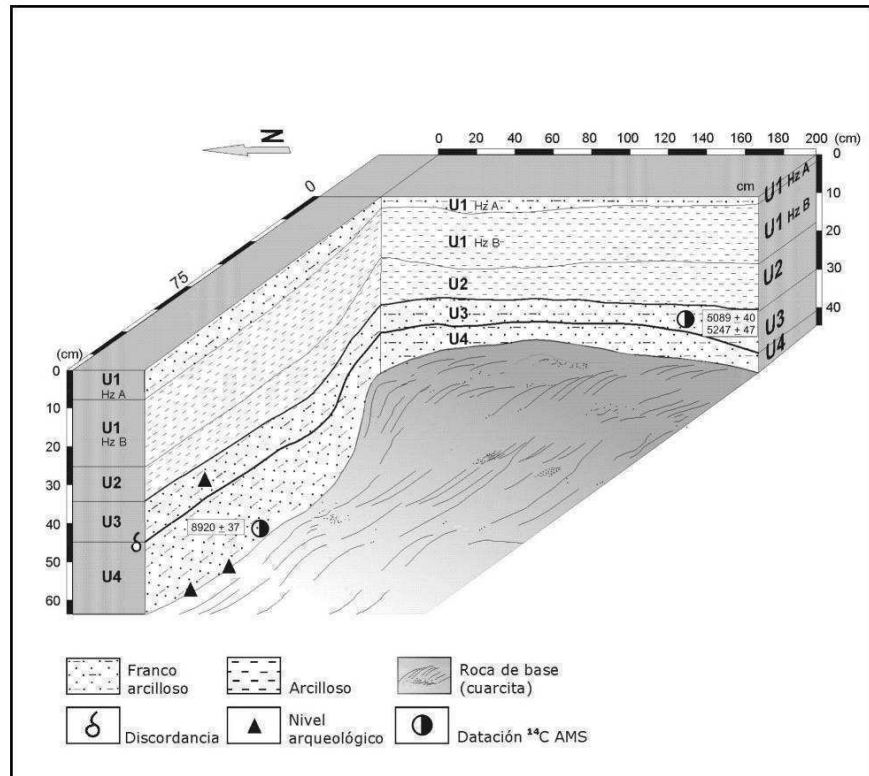 N
0 20 40 60 80 100 120 140 160 180 200 (cm)
0
10
20
30
40
cm
0
75
U1 Hz A
U1 Hz B
U2
U3
U4
U1 Hz A
U1 Hz B
U2
U3
U4
5089 ± 40
5247 ± 47
(cm)
0
10
20
30
40
50
60
U1
Hz A
U1
Hz B
U2
U3
U4
8920 ± 37
Franco
arcilloso
Arcilloso
Roca de base
(cuarcita)
Discordancia
Nivel
arqueológico
Datación ¹⁴C AMS